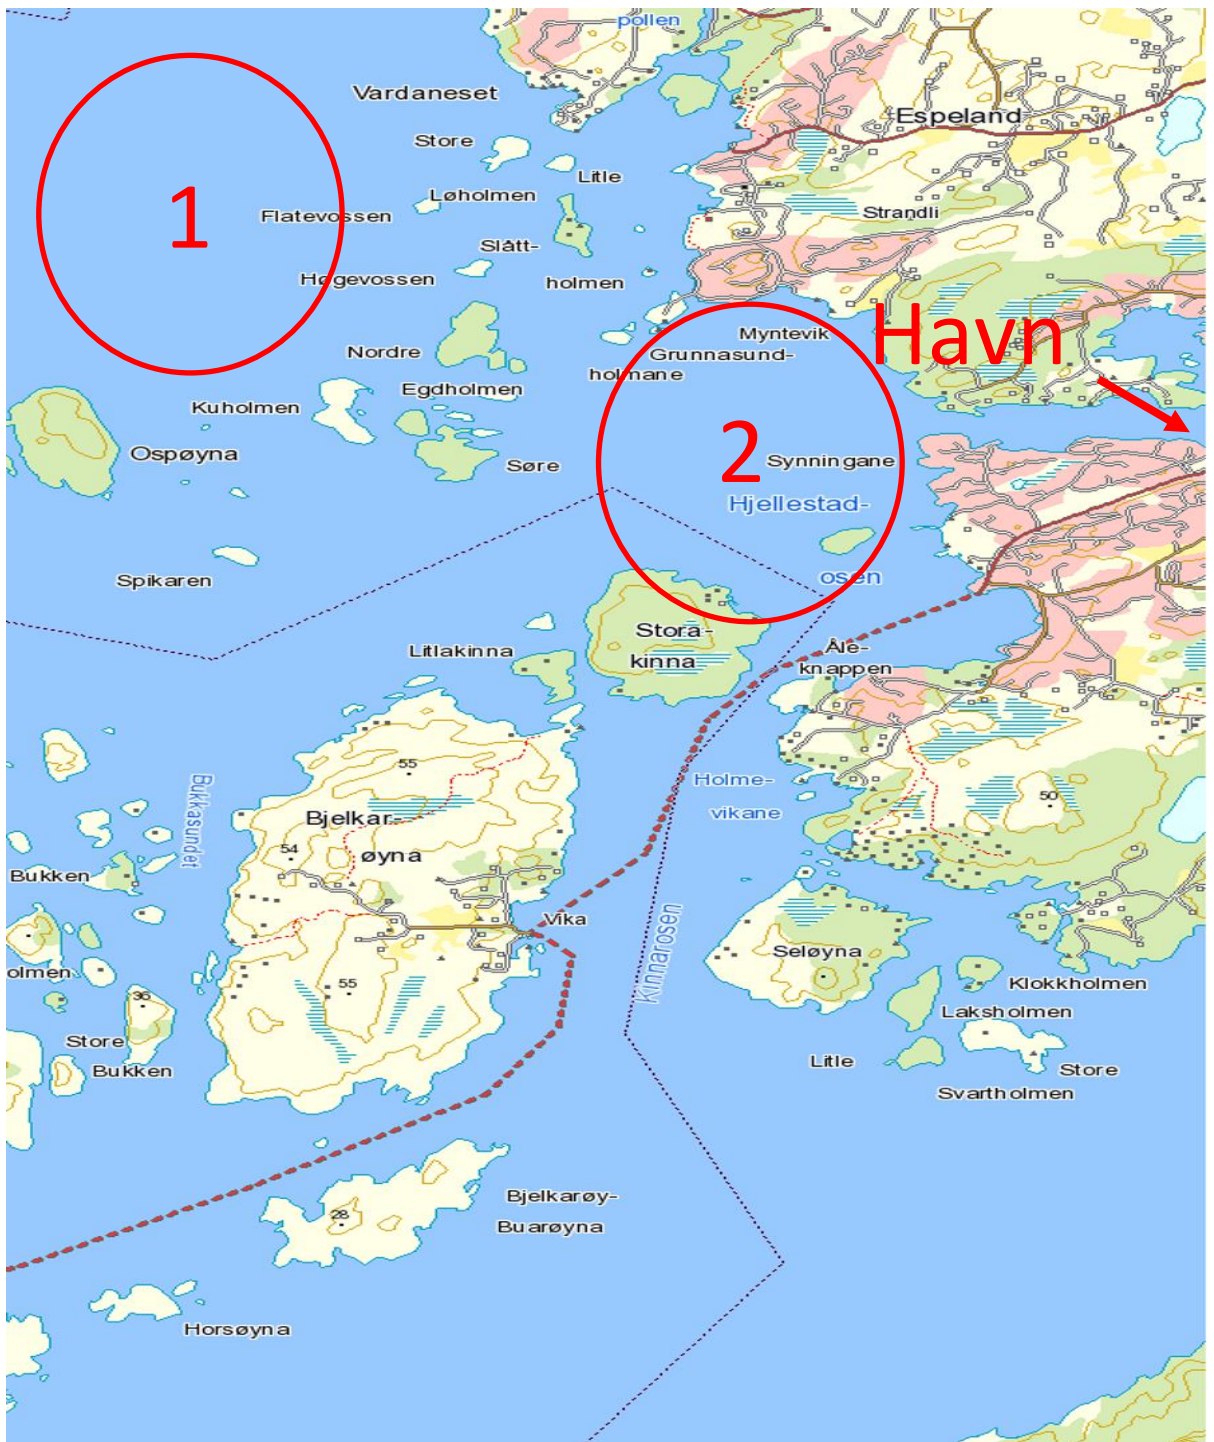 pollen
Vardaneset
Espeland
Store
Litle
1
Løholmen
Flatevossen
Strandli
Slått-
Høgevossen
holmen
Havn
Myntevik
Nordre
Grunnasund-
holmane
Egdholmen
Kuholmen
2
Ospøyna
Søre
Synningane
Hjellestad-
Spikaren
osen
Stora-
kinna
Litlakinna
Åle-
knappen
55
Holme-
vikane
Bukkasundet
50
Bjelkar-
øyna
54
Bukken
Vika
Kinnarosen
Seløyna
olmen
55
Klokkholmen
36
Laksholmen
Store
Bukken
Litle
Store
Svartholmen
Bjelkarøy-
Buarøyna
28
Horsøyna